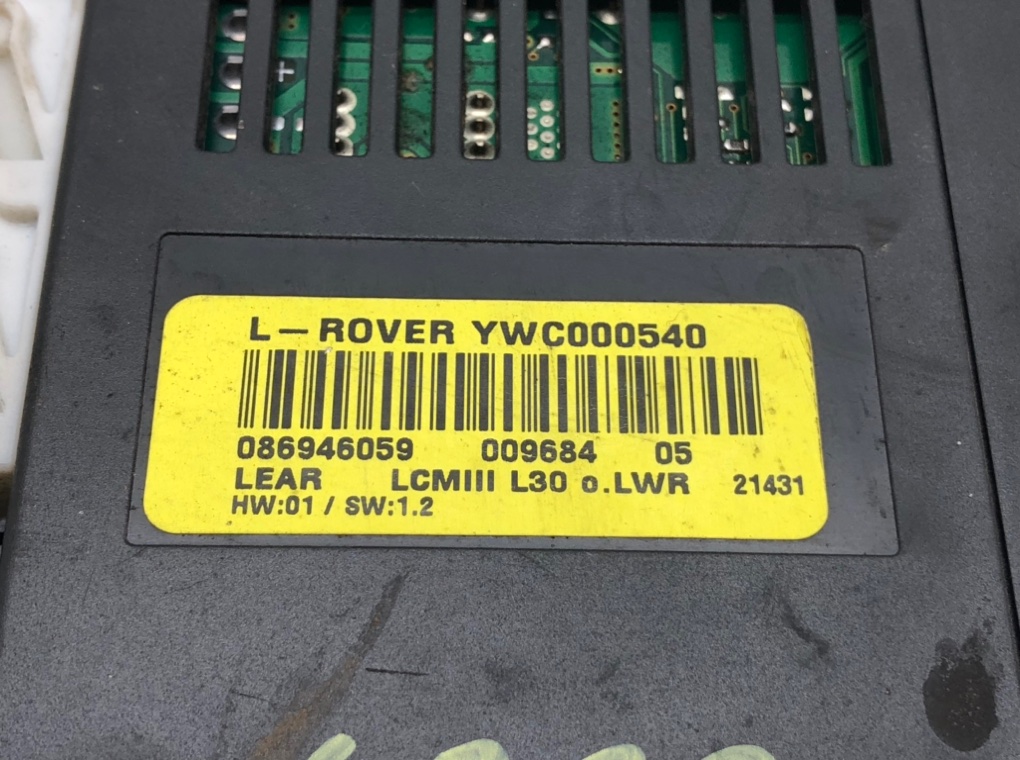 L–ROVER YWC000540
086946059 009684 05
LEAR LCMIII L30 o.LWR 21431
HW:01 / SW:1.2